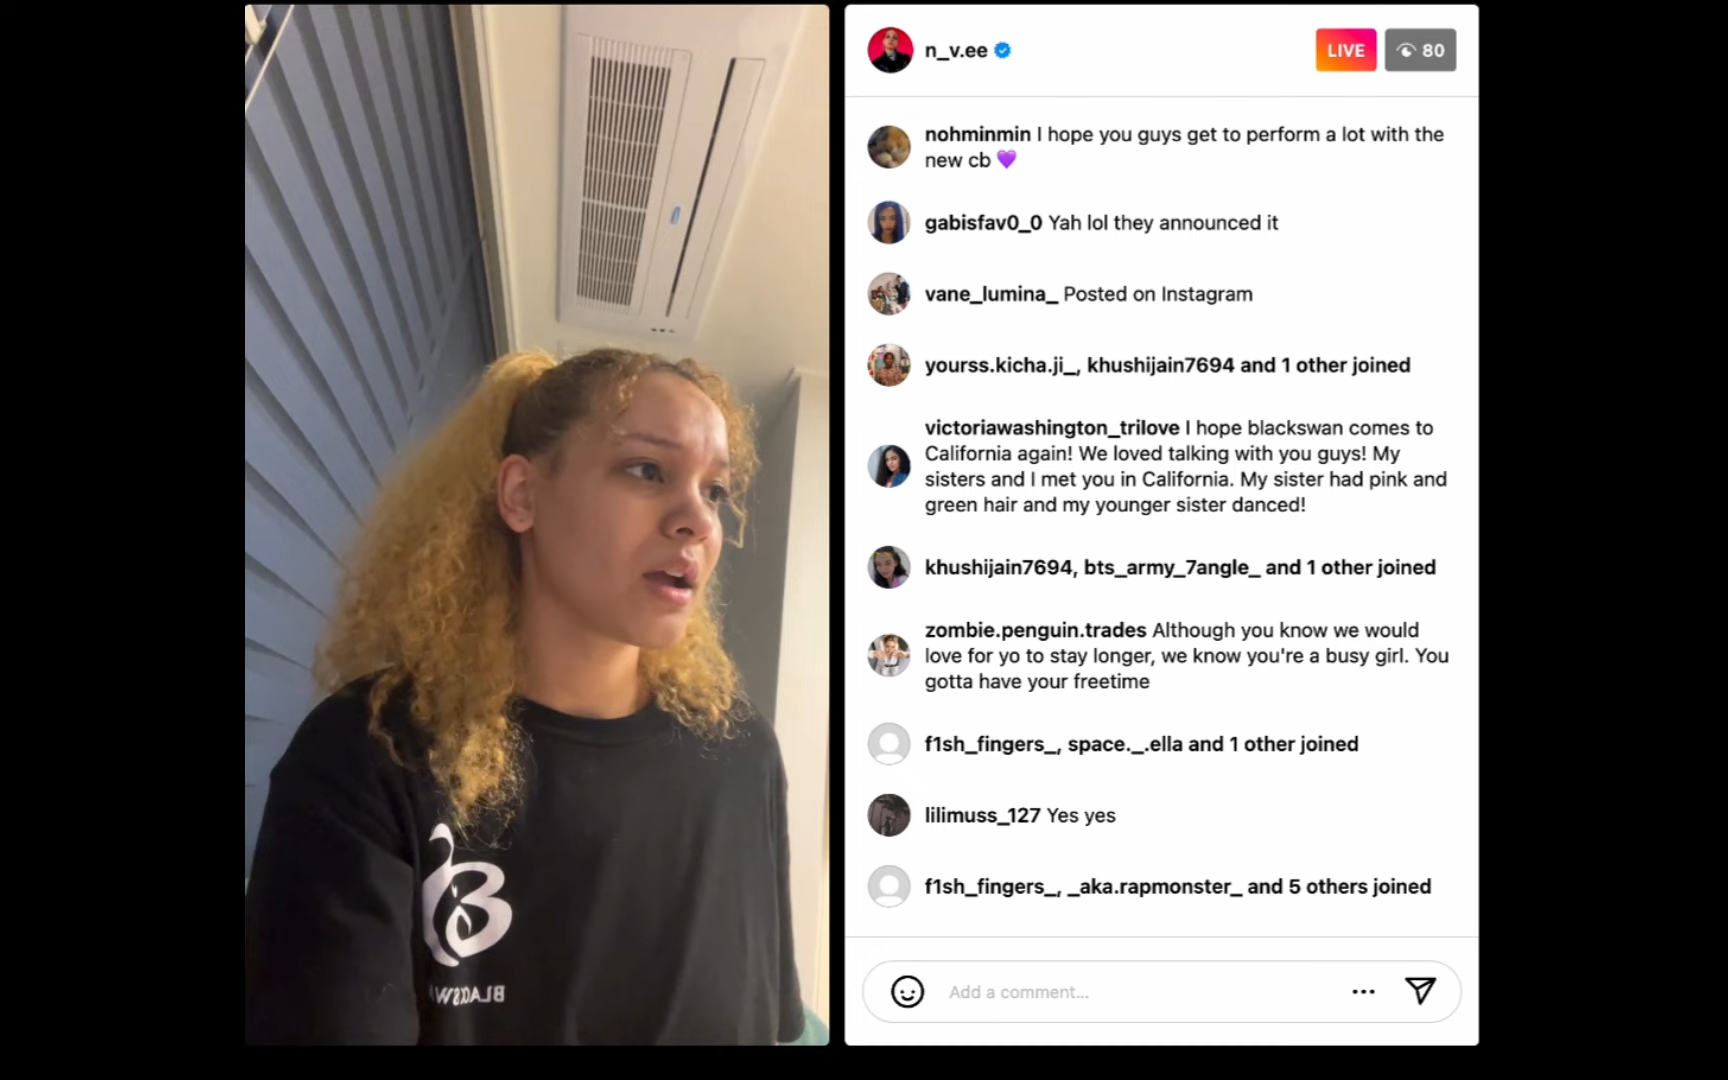 n_v.ee
LIVE
80
nohminmin I hope you guys get to perform a lot with the
new cb 💜
gabisfav0_0 Yah lol they announced it
vane_lumina_ Posted on Instagram
yourss.kicha.ji_, khushijain7694 and 1 other joined
victoriawashington_trilove I hope blackswan comes to
California again! We loved talking with you guys! My
sisters and I met you in California. My sister had pink and
green hair and my younger sister danced!
khushijain7694, bts_army_7angle_ and 1 other joined
zombie.penguin.trades Although you know we would
love for yo to stay longer, we know you're a busy girl. You
gotta have your freetime
f1sh_fingers_, space._.ella and 1 other joined
lilimuss_127 Yes yes
f1sh_fingers_, _aka.rapmonster_ and 5 others joined
Add a comment...
BLACKSWA